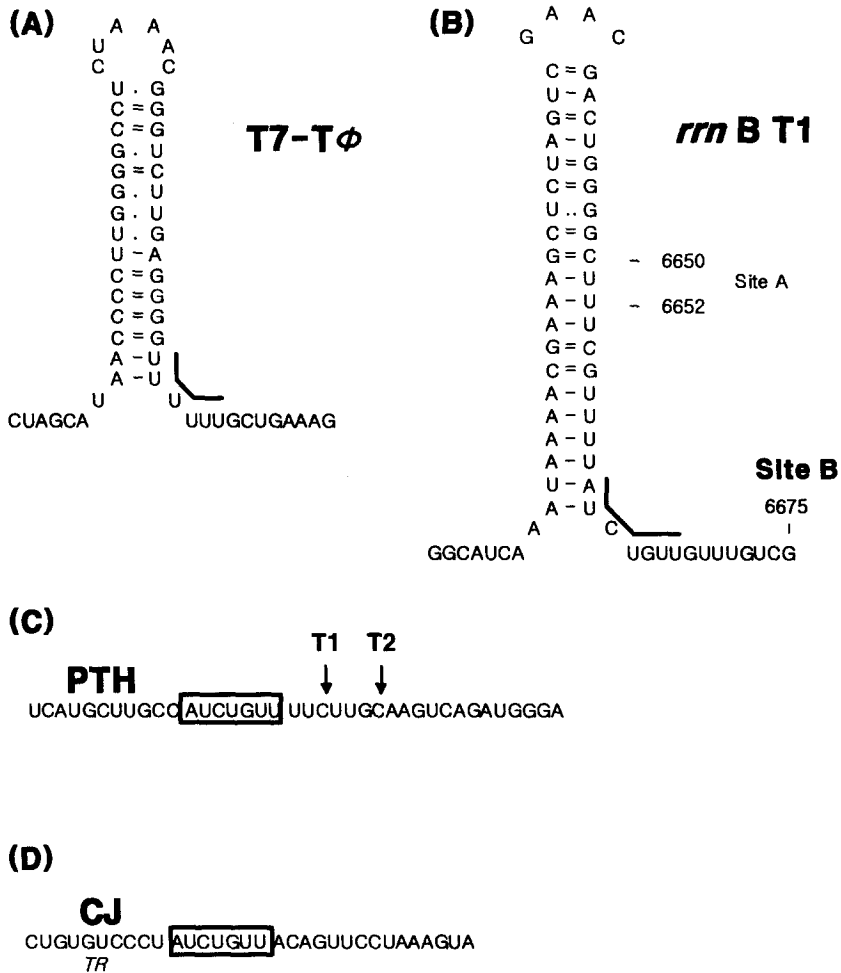 (A)
A A
U A
C C
U . G
C = G
C = G
G . U
G = C
G . U
G . U
U . G
U - A
C = G
C = G
C = G
C = G
A - U
A - U
U U
CUAGCA UUUGCUGAAAG
T7-TΦ
(B)
A A
G C
C = G
U - A
G = C
A - U
U - G
C = G
U .. G
C = G
G = C - 6650
A - U
A - U - 6652
A - U
G = C
C = G
A - U
A - U
A - U
A - U
U - A
A - U
A C
GGCAUCA UGUUGUUUGUCG
rrn B T1
Site A
Site B
6675
(C)
T1 T2
PTH
UCAUGCUUGCC AUCUGUU UUCUUGCAAGUCAGAUGGGA
(D)
CJ
CUGUGUCCCU AUCUGUU ACAGUUCCUAAAGUA
TR